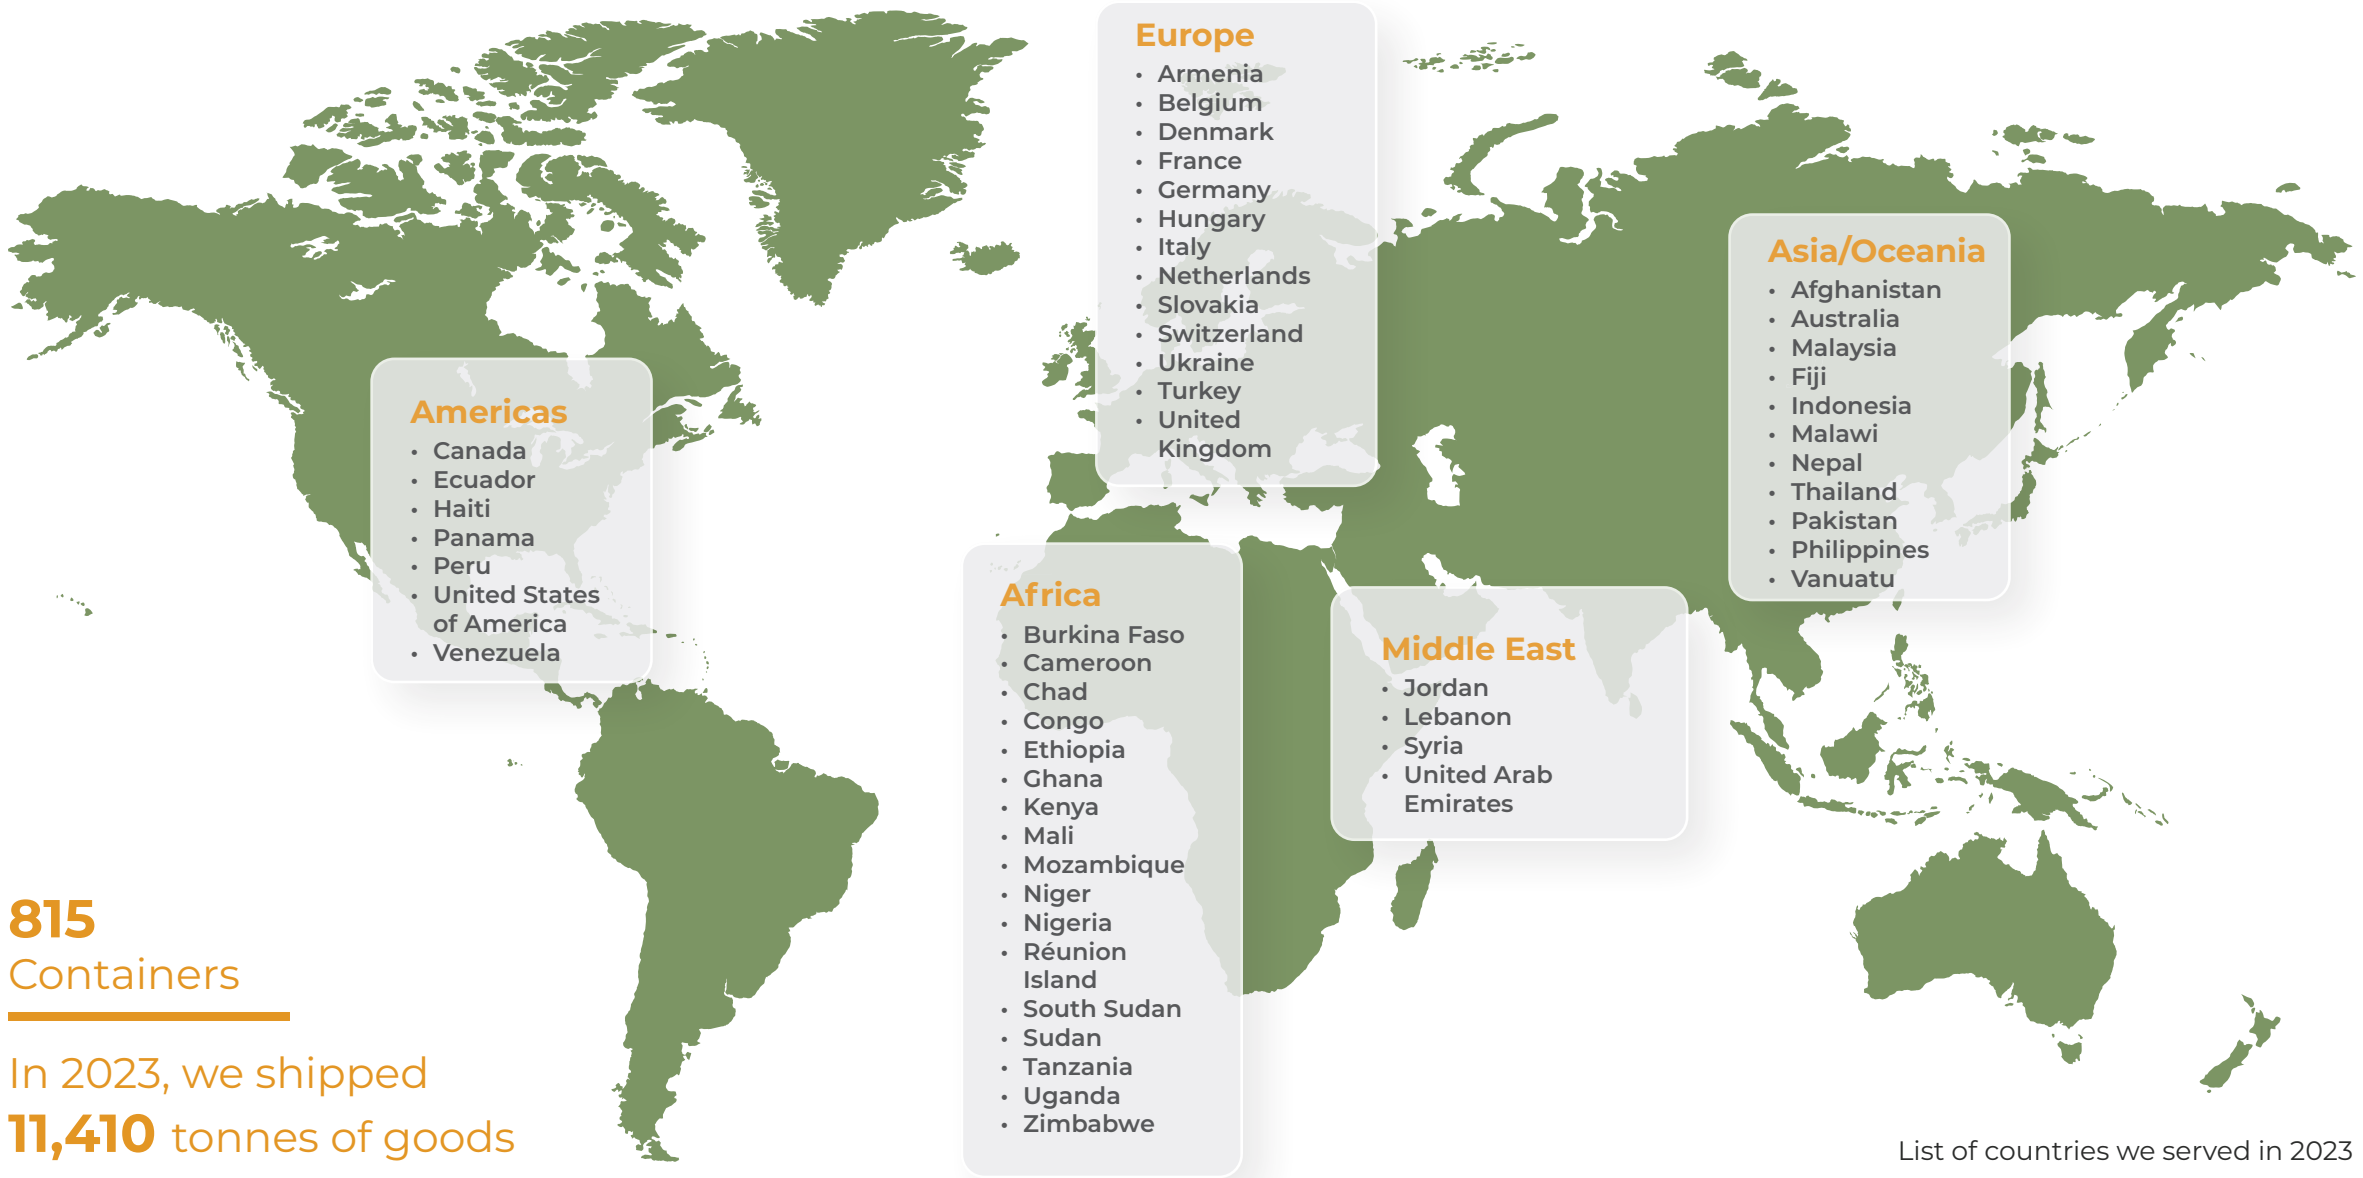 Europe
• Armenia
• Belgium
• Denmark
• France
• Germany
• Hungary
• Italy
• Netherlands
• Slovakia
• Switzerland
• Ukraine
• Turkey
• United
Kingdom
Asia/Oceania
• Afghanistan
• Australia
• Malaysia
• Fiji
• Indonesia
• Malawi
• Nepal
• Thailand
• Pakistan
• Philippines
• Vanuatu
Americas
• Canada
• Ecuador
• Haiti
• Panama
• Peru
• United States
of America
• Venezuela
Africa
• Burkina Faso
• Cameroon
• Chad
• Congo
• Ethiopia
• Ghana
• Kenya
• Mali
• Mozambique
• Niger
• Nigeria
• Réunion
Island
• South Sudan
• Sudan
• Tanzania
• Uganda
• Zimbabwe
Middle East
• Jordan
• Lebanon
• Syria
• United Arab
Emirates
815
Containers
In 2023, we shipped
11,410 tonnes of goods
List of countries we served in 2023